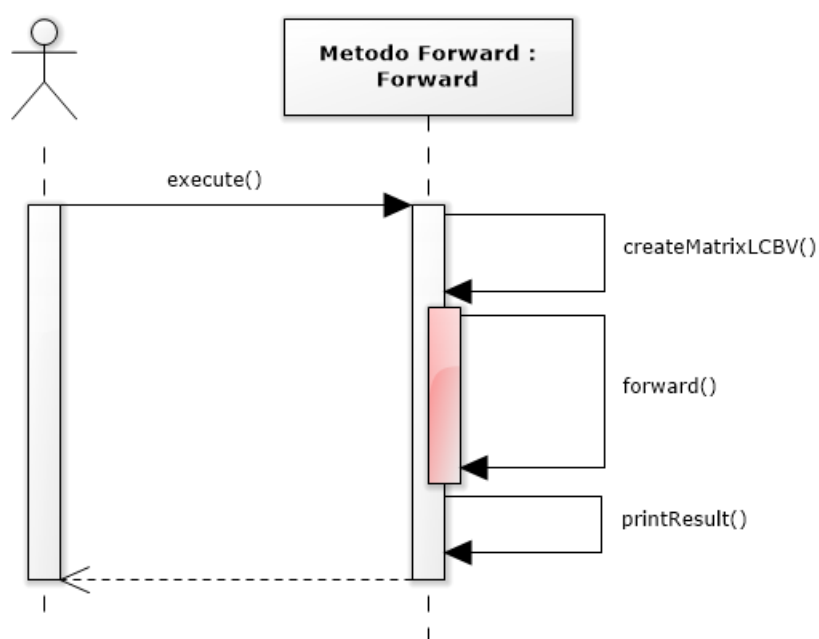 Metodo Forward :
Forward
execute()
createMatrixLCBV()
forward()
printResult()